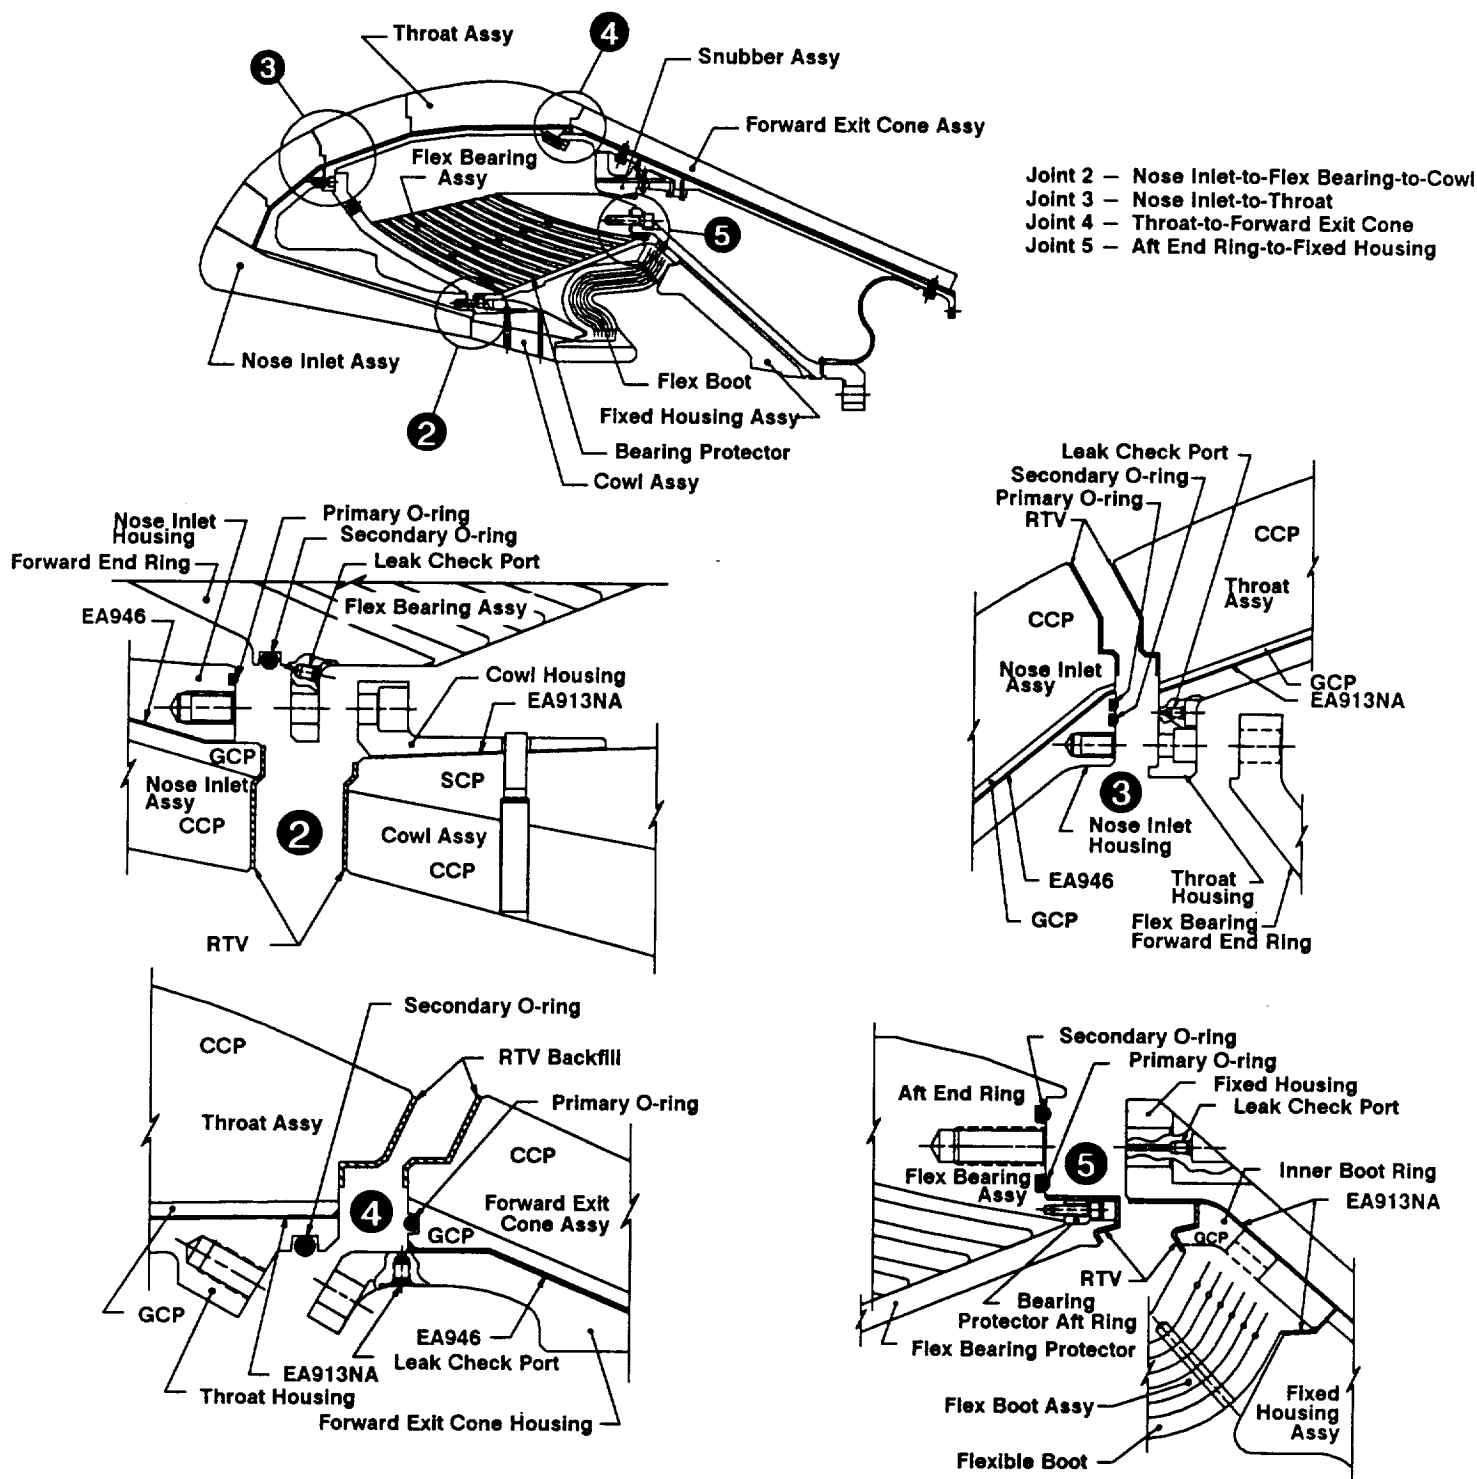 Throat Assy
4
Snubber Assy
3
Forward Exit Cone Assy
Flex Bearing
Assy
5
Joint 2 – Nose Inlet-to-Flex Bearing-to-Cowl
Joint 3 – Nose Inlet-to-Throat
Joint 4 – Throat-to-Forward Exit Cone
Joint 5 – Aft End Ring-to-Fixed Housing
Nose Inlet Assy
Flex Boot
Fixed Housing Assy
2
Bearing Protector
Cowl Assy
Nose Inlet
Housing
Primary O-ring
Secondary O-ring
Forward End Ring
Leak Check Port
Flex Bearing Assy
EA946
Cowl Housing
EA913NA
GCP
Nose Inlet
Assy
CCP
SCP
2
Cowl Assy
CCP
RTV
Leak Check Port
Secondary O-ring
Primary O-ring
RTV
CCP
Throat
Assy
CCP
Nose Inlet
Assy
GCP
EA913NA
3
Nose Inlet
Housing
EA946
Throat
Housing
GCP
Flex Bearing
Forward End Ring
Secondary O-ring
CCP
RTV Backfill
Primary O-ring
Throat Assy
CCP
Forward Exit
Cone Assy
4
GCP
GCP
EA946
Leak Check Port
EA913NA
Throat Housing
Forward Exit Cone Housing
Secondary O-ring
Primary O-ring
Fixed Housing
Leak Check Port
Aft End Ring
5
Inner Boot Ring
Flex Bearing
Assy
EA913NA
GCP
RTV
Bearing
Protector Aft Ring
Flex Bearing Protector
Flex Boot Assy
Fixed
Housing
Assy
Flexible Boot